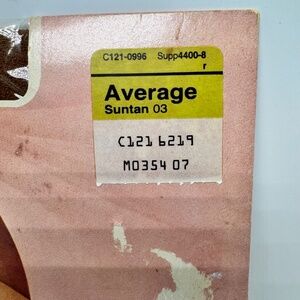 C121-0996 Supp4400-8
r
Average
Suntan 03
C121 6219
M0354 07